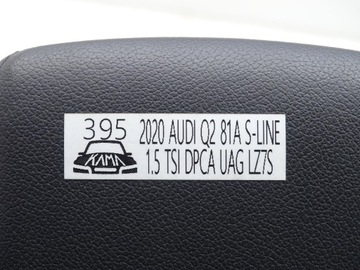 395 2020 AUDI Q2 81A S-LINE
KAMA 1.5 TSI DPCA UAG LZ7S